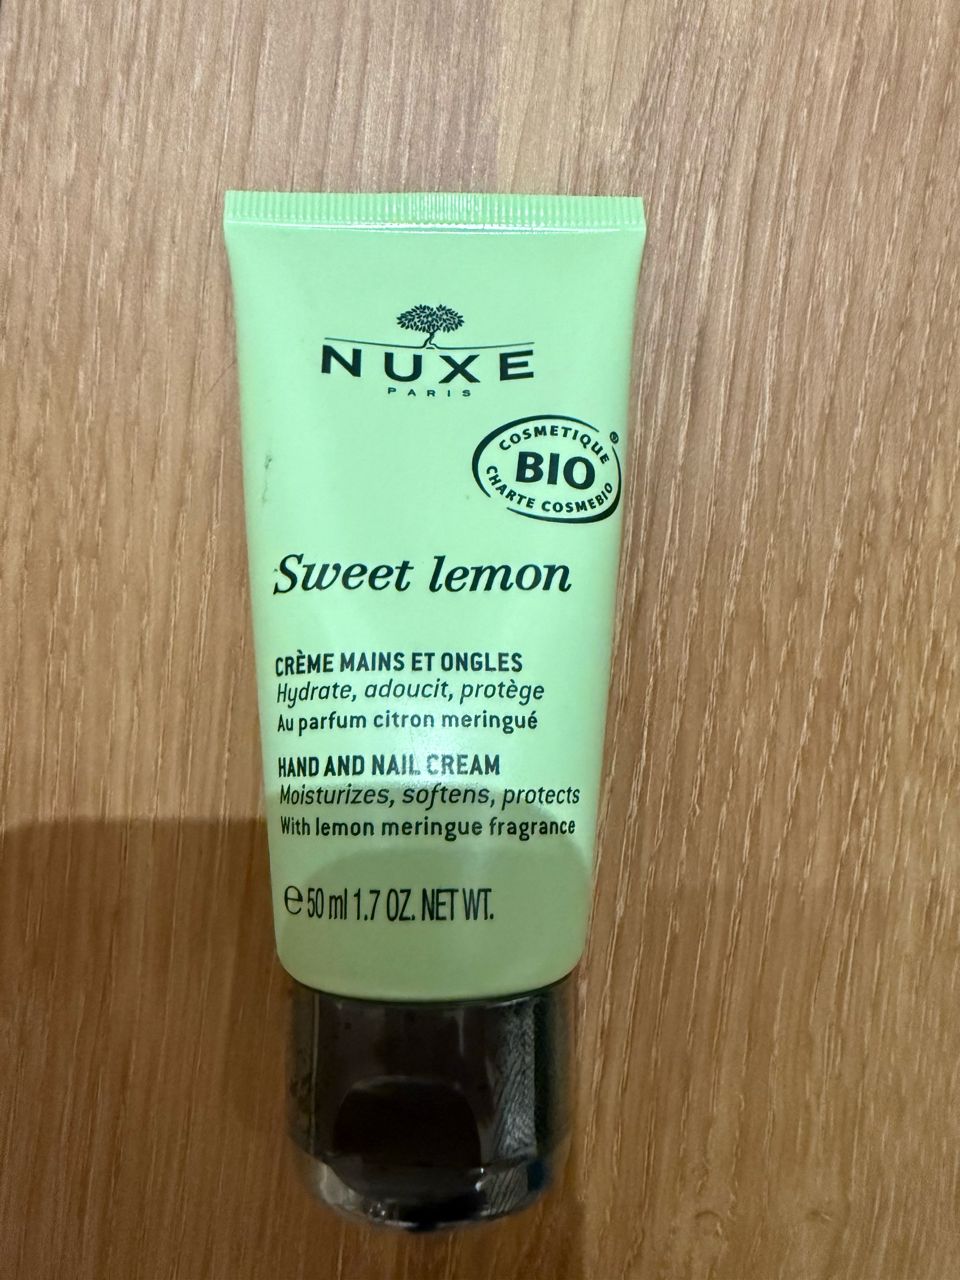 NUXE
PARIS
COSMETIQUE ®
BIO
CHARTE COSMEBIO
Sweet lemon
CRÈME MAINS ET ONGLES
Hydrate, adoucit, protège
Au parfum citron meringué
HAND AND NAIL CREAM
Moisturizes, softens, protects
With lemon meringue fragrance
℮ 50 ml 1.7 OZ. NET WT.